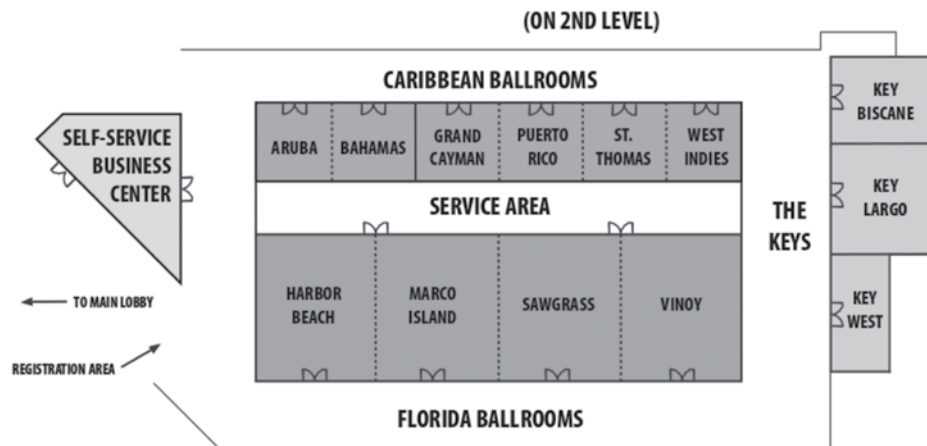 (ON 2ND LEVEL)
CARIBBEAN BALLROOMS
KEY
BISCANE
SELF-SERVICE
BUSINESS
CENTER
ARUBA
BAHAMAS
GRAND
CAYMAN
PUERTO
RICO
ST.
THOMAS
WEST
INDIES
SERVICE AREA
THE
KEYS
KEY
LARGO
HARBOR
BEACH
MARCO
ISLAND
SAWGRASS
VINOY
KEY
WEST
TO MAIN LOBBY
REGISTRATION AREA
FLORIDA BALLROOMS